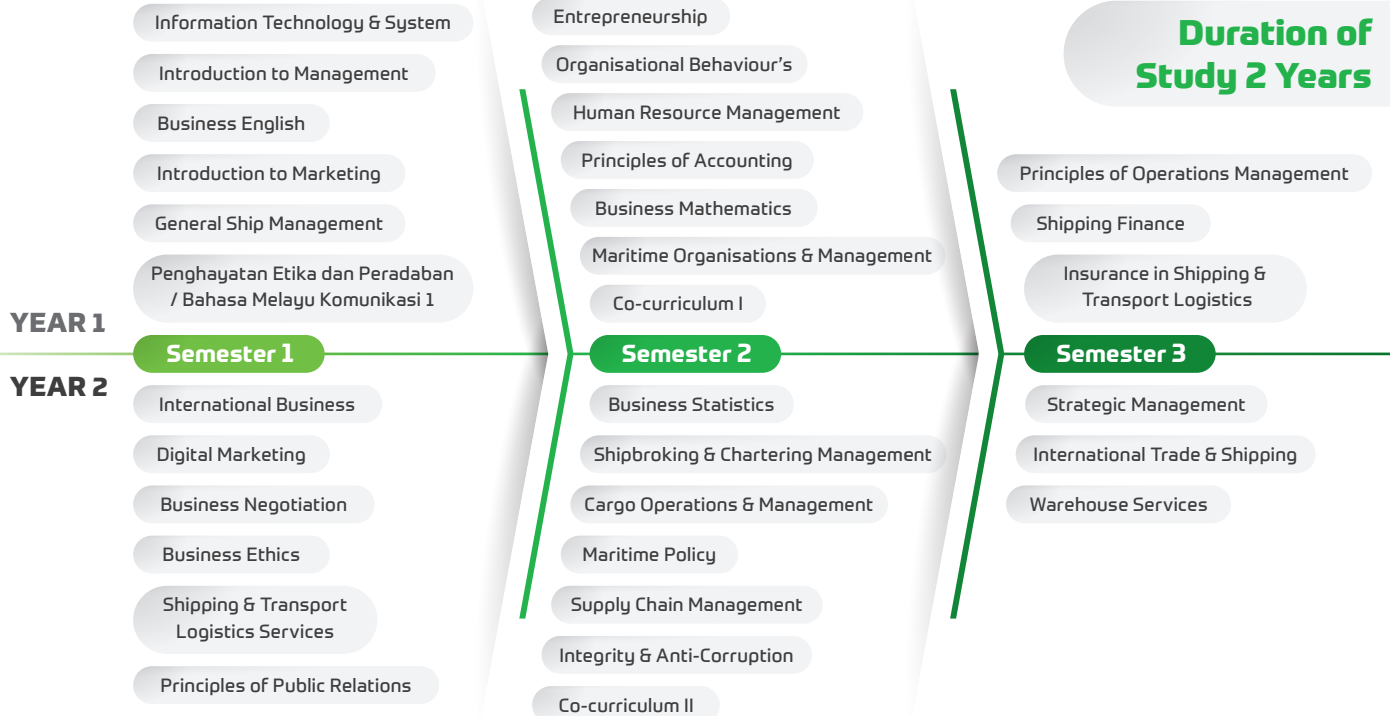 Duration of
Study 2 Years
YEAR 1
Information Technology & System
Introduction to Management
Business English
Introduction to Marketing
General Ship Management
Penghayatan Etika dan Peradaban
/ Bahasa Melayu Komunikasi 1
Semester 1
Entrepreneurship
Organisational Behaviour's
Human Resource Management
Principles of Accounting
Business Mathematics
Maritime Organisations & Management
Co-curriculum I
Semester 2
Principles of Operations Management
Shipping Finance
Insurance in Shipping &
Transport Logistics
Semester 3
YEAR 2
International Business
Digital Marketing
Business Negotiation
Business Ethics
Shipping & Transport
Logistics Services
Principles of Public Relations
Business Statistics
Shipbroking & Chartering Management
Cargo Operations & Management
Maritime Policy
Supply Chain Management
Integrity & Anti-Corruption
Co-curriculum II
Strategic Management
International Trade & Shipping
Warehouse Services